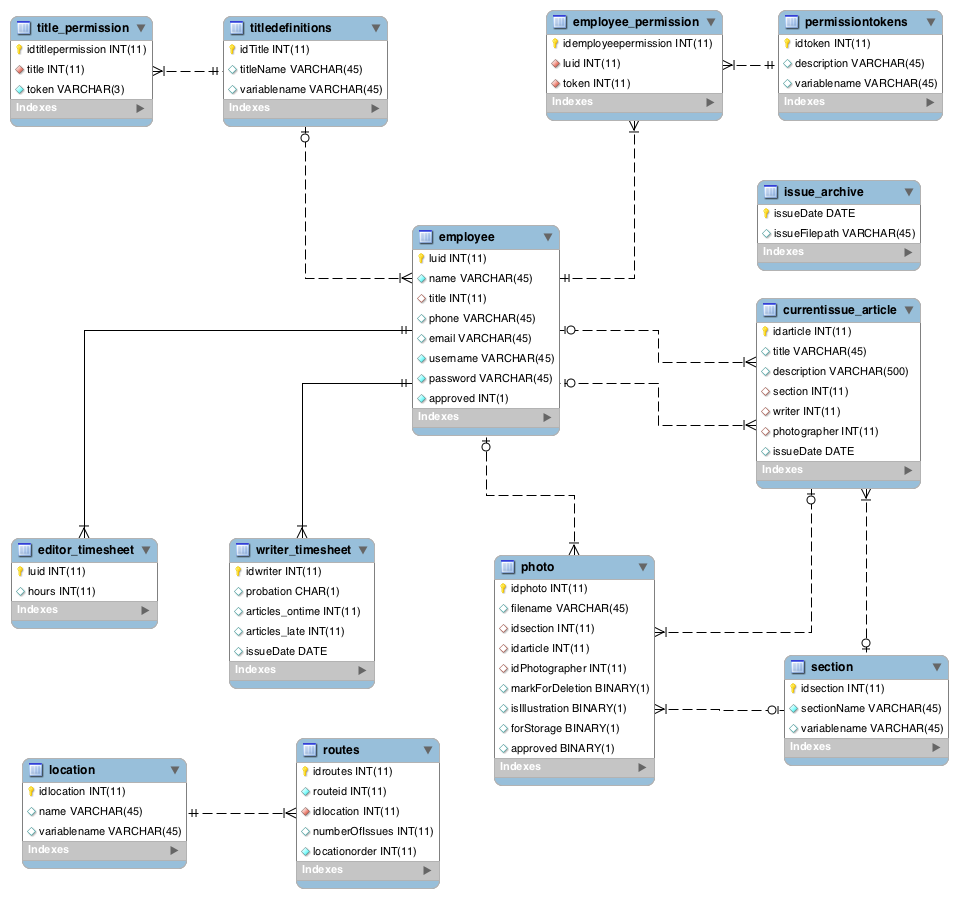 title_permission
idtitlepermission INT(11)
title INT(11)
token VARCHAR(3)
Indexes
titledefinitions
idTitle INT(11)
titleName VARCHAR(45)
variablename VARCHAR(45)
Indexes
employee_permission
idemployeepermission INT(11)
luid INT(11)
token INT(11)
Indexes
permissiontokens
idtoken INT(11)
description VARCHAR(45)
variablename VARCHAR(45)
Indexes
issue_archive
issueDate DATE
issueFilepath VARCHAR(45)
Indexes
employee
luid INT(11)
name VARCHAR(45)
title INT(11)
phone VARCHAR(45)
email VARCHAR(45)
username VARCHAR(45)
password VARCHAR(45)
approved INT(1)
Indexes
currentissue_article
idarticle INT(11)
title VARCHAR(45)
description VARCHAR(500)
section INT(11)
writer INT(11)
photographer INT(11)
issueDate DATE
Indexes
editor_timesheet
luid INT(11)
hours INT(11)
Indexes
writer_timesheet
idwriter INT(11)
probation CHAR(1)
articles_ontime INT(11)
articles_late INT(11)
issueDate DATE
Indexes
photo
idphoto INT(11)
filename VARCHAR(45)
idsection INT(11)
idarticle INT(11)
idPhotographer INT(11)
markForDeletion BINARY(1)
isIllustration BINARY(1)
forStorage BINARY(1)
approved BINARY(1)
Indexes
section
idsection INT(11)
sectionName VARCHAR(45)
variablename VARCHAR(45)
Indexes
location
idlocation INT(11)
name VARCHAR(45)
variablename VARCHAR(45)
Indexes
routes
idroutes INT(11)
routeid INT(11)
idlocation INT(11)
numberOfIssues INT(11)
locationorder INT(11)
Indexes